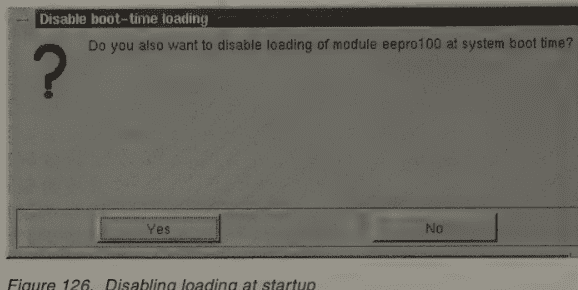 Disable boot-time loading
Do you also want to disable loading of module eepro100 at system boot time?
Yes
No
Figure 126. Disabling loading at startup